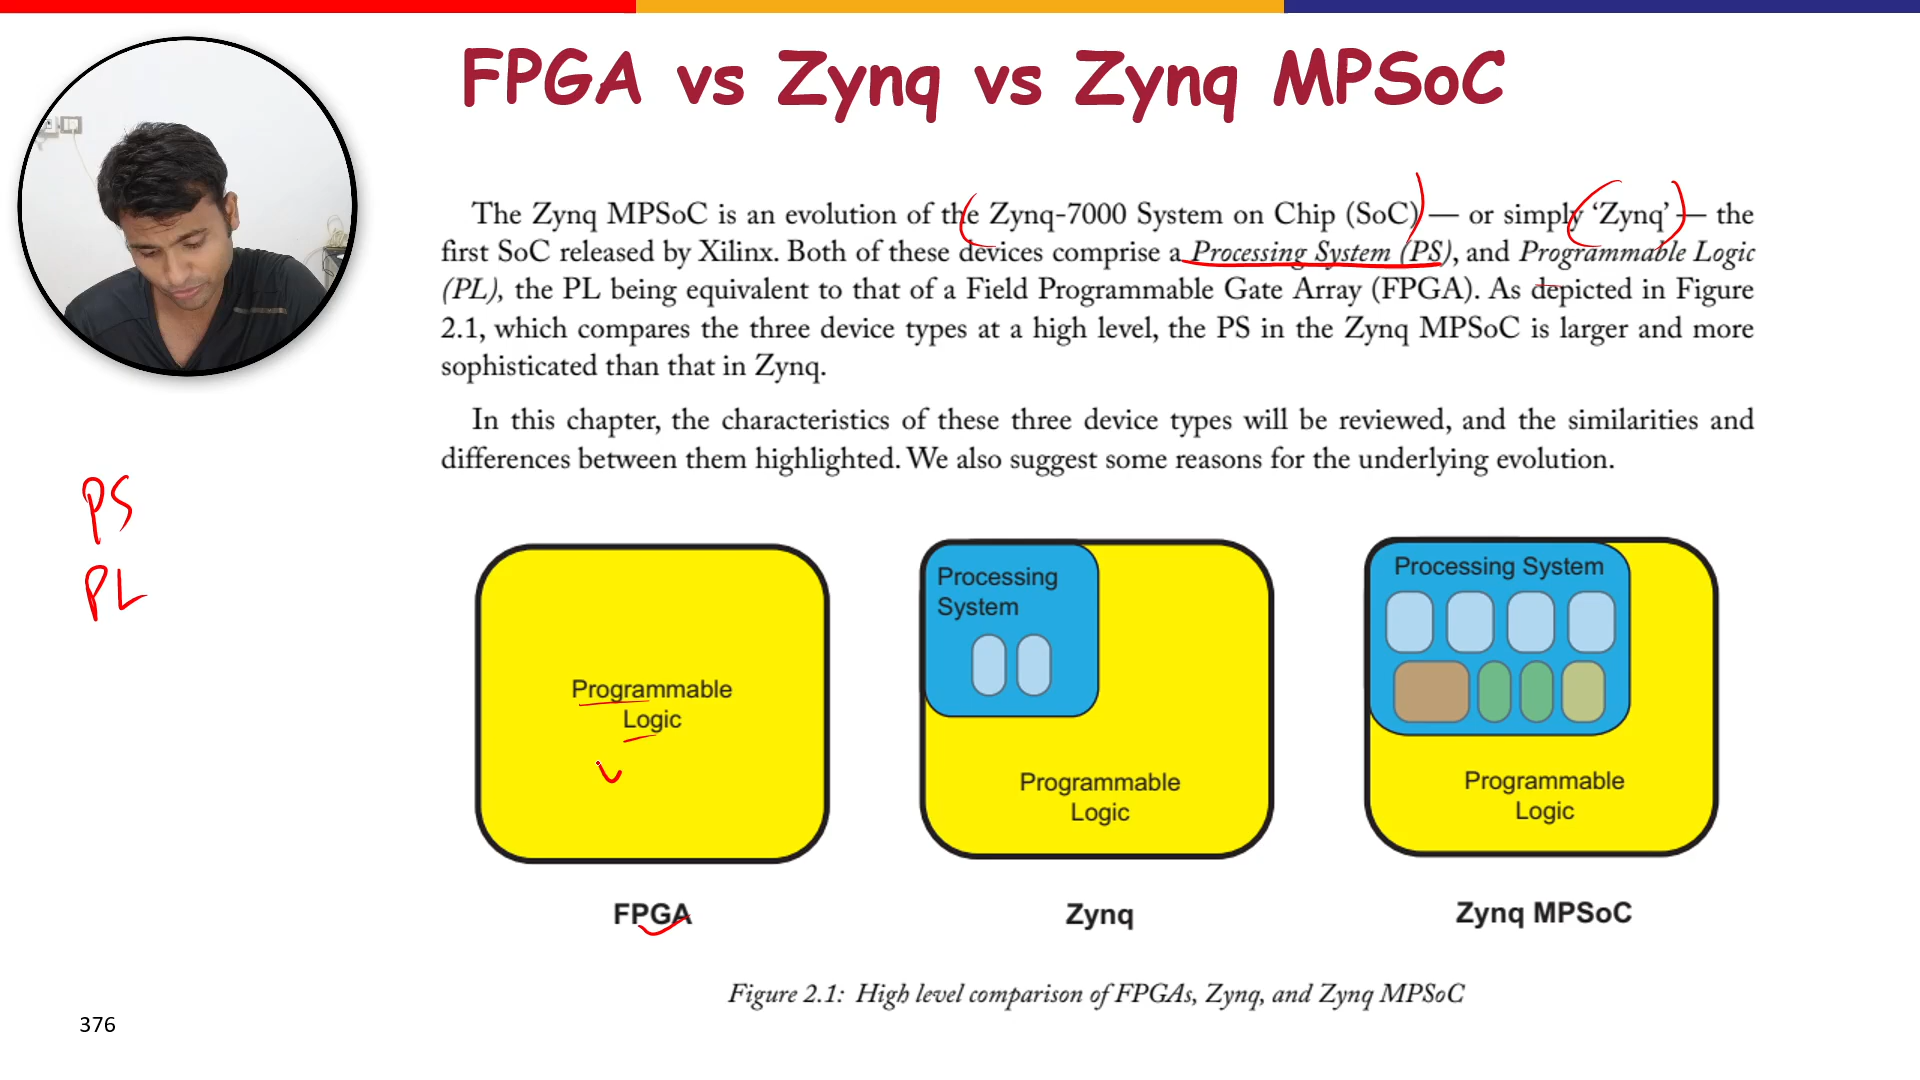 FPGA vs Zynq vs Zynq MPSoC
The Zynq MPSoC is an evolution of the Zynq-7000 System on Chip (SoC) — or simply ‘Zynq’ — the
first SoC released by Xilinx. Both of these devices comprise a Processing System (PS), and Programmable Logic
(PL), the PL being equivalent to that of a Field Programmable Gate Array (FPGA). As depicted in Figure
2.1, which compares the three device types at a high level, the PS in the Zynq MPSoC is larger and more
sophisticated than that in Zynq.
In this chapter, the characteristics of these three device types will be reviewed, and the similarities and
differences between them highlighted. We also suggest some reasons for the underlying evolution.
PS
PL
Programmable
Logic
FPGA
Processing
System
Programmable
Logic
Zynq
Processing System
Programmable
Logic
Zynq MPSoC
Figure 2.1: High level comparison of FPGAs, Zynq, and Zynq MPSoC
376